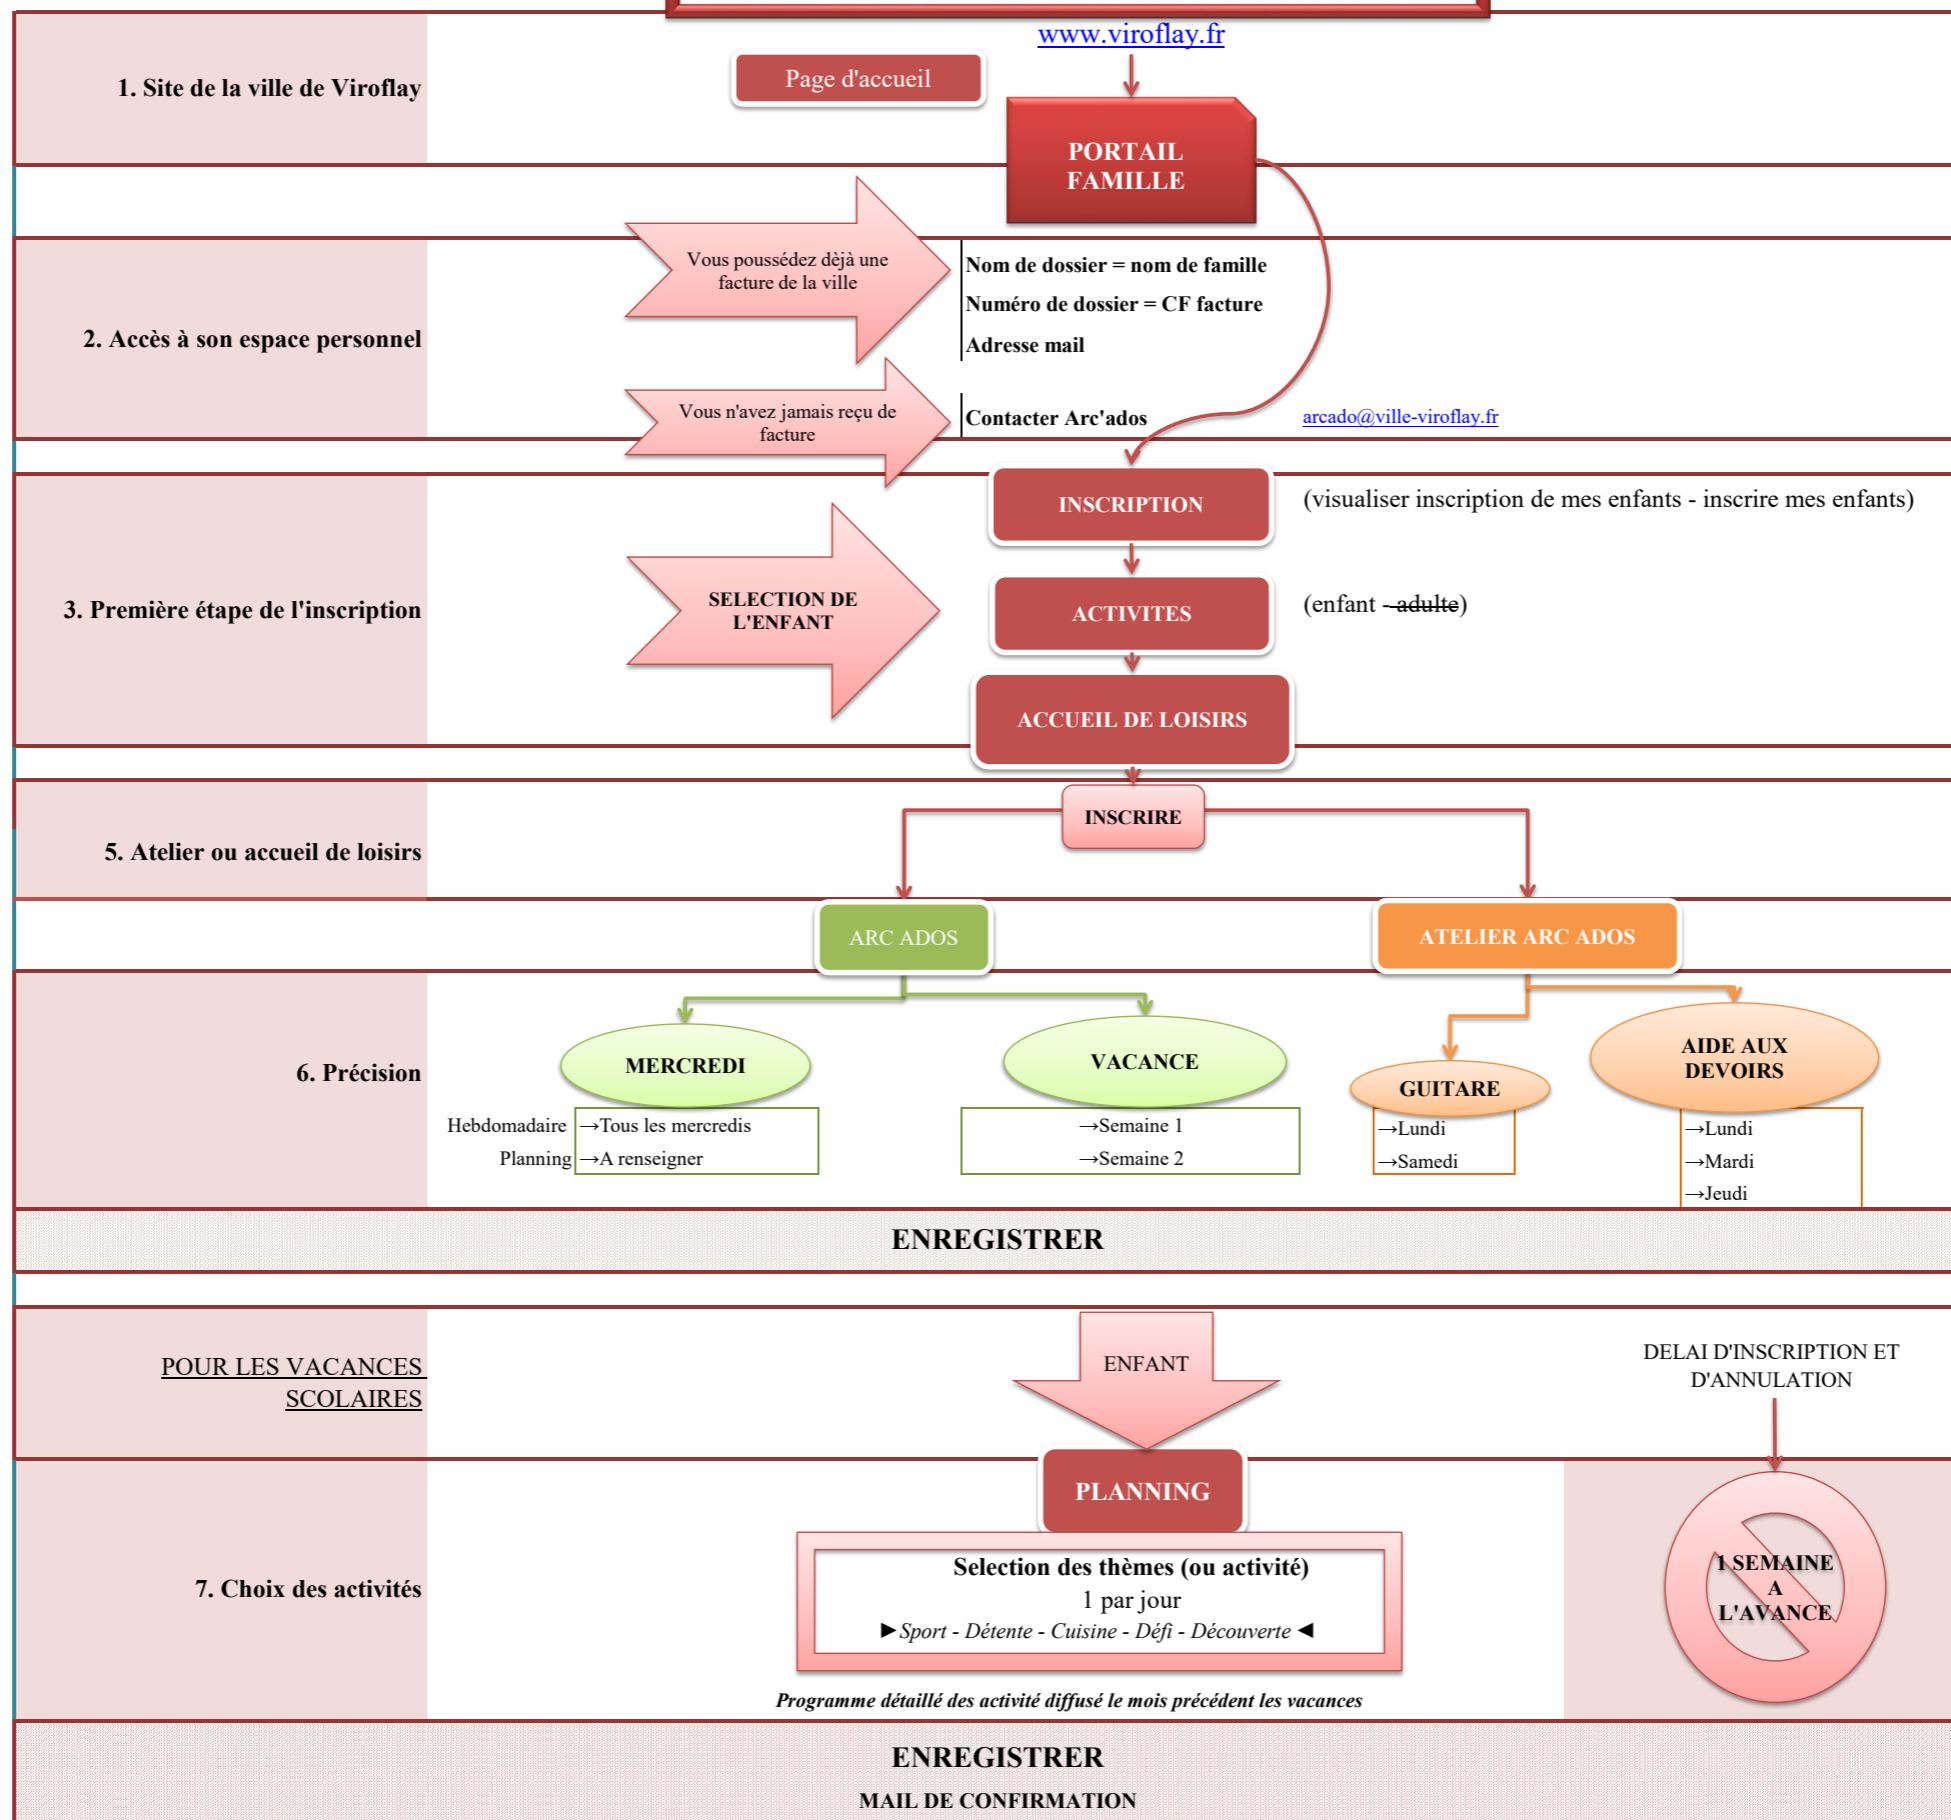 www.viroflay.fr
1. Site de la ville de Viroflay
Page d'accueil
PORTAIL
FAMILLE
2. Accès à son espace personnel
Vous poussédez dèjà une
facture de la ville
Nom de dossier = nom de famille
Numéro de dossier = CF facture
Adresse mail
Vous n'avez jamais reçu de
facture
Contacter Arc'ados
arcado@ville-viroflay.fr
3. Première étape de l'inscription
INSCRIPTION
(visualiser inscription de mes enfants - inscrire mes enfants)
SELECTION DE
L'ENFANT
ACTIVITES
(enfant - adulte)
ACCUEIL DE LOISIRS
5. Atelier ou accueil de loisirs
INSCRIRE
ARC ADOS
ATELIER ARC ADOS
6. Précision
MERCREDI
VACANCE
GUITARE
AIDE AUX
DEVOIRS
Hebdomadaire →Tous les mercredis
Planning →A renseigner
→Semaine 1
→Semaine 2
→Lundi
→Samedi
→Lundi
→Mardi
→Jeudi
ENREGISTRER
POUR LES VACANCES
SCOLAIRES
ENFANT
DELAI D'INSCRIPTION ET
D'ANNULATION
7. Choix des activités
PLANNING
Selection des thèmes (ou activité)
1 par jour
►Sport - Détente - Cuisine - Défi - Découverte ◄
1 SEMAINE
A
L'AVANCE
Programme détaillé des activité diffusé le mois précédent les vacances
ENREGISTRER
MAIL DE CONFIRMATION